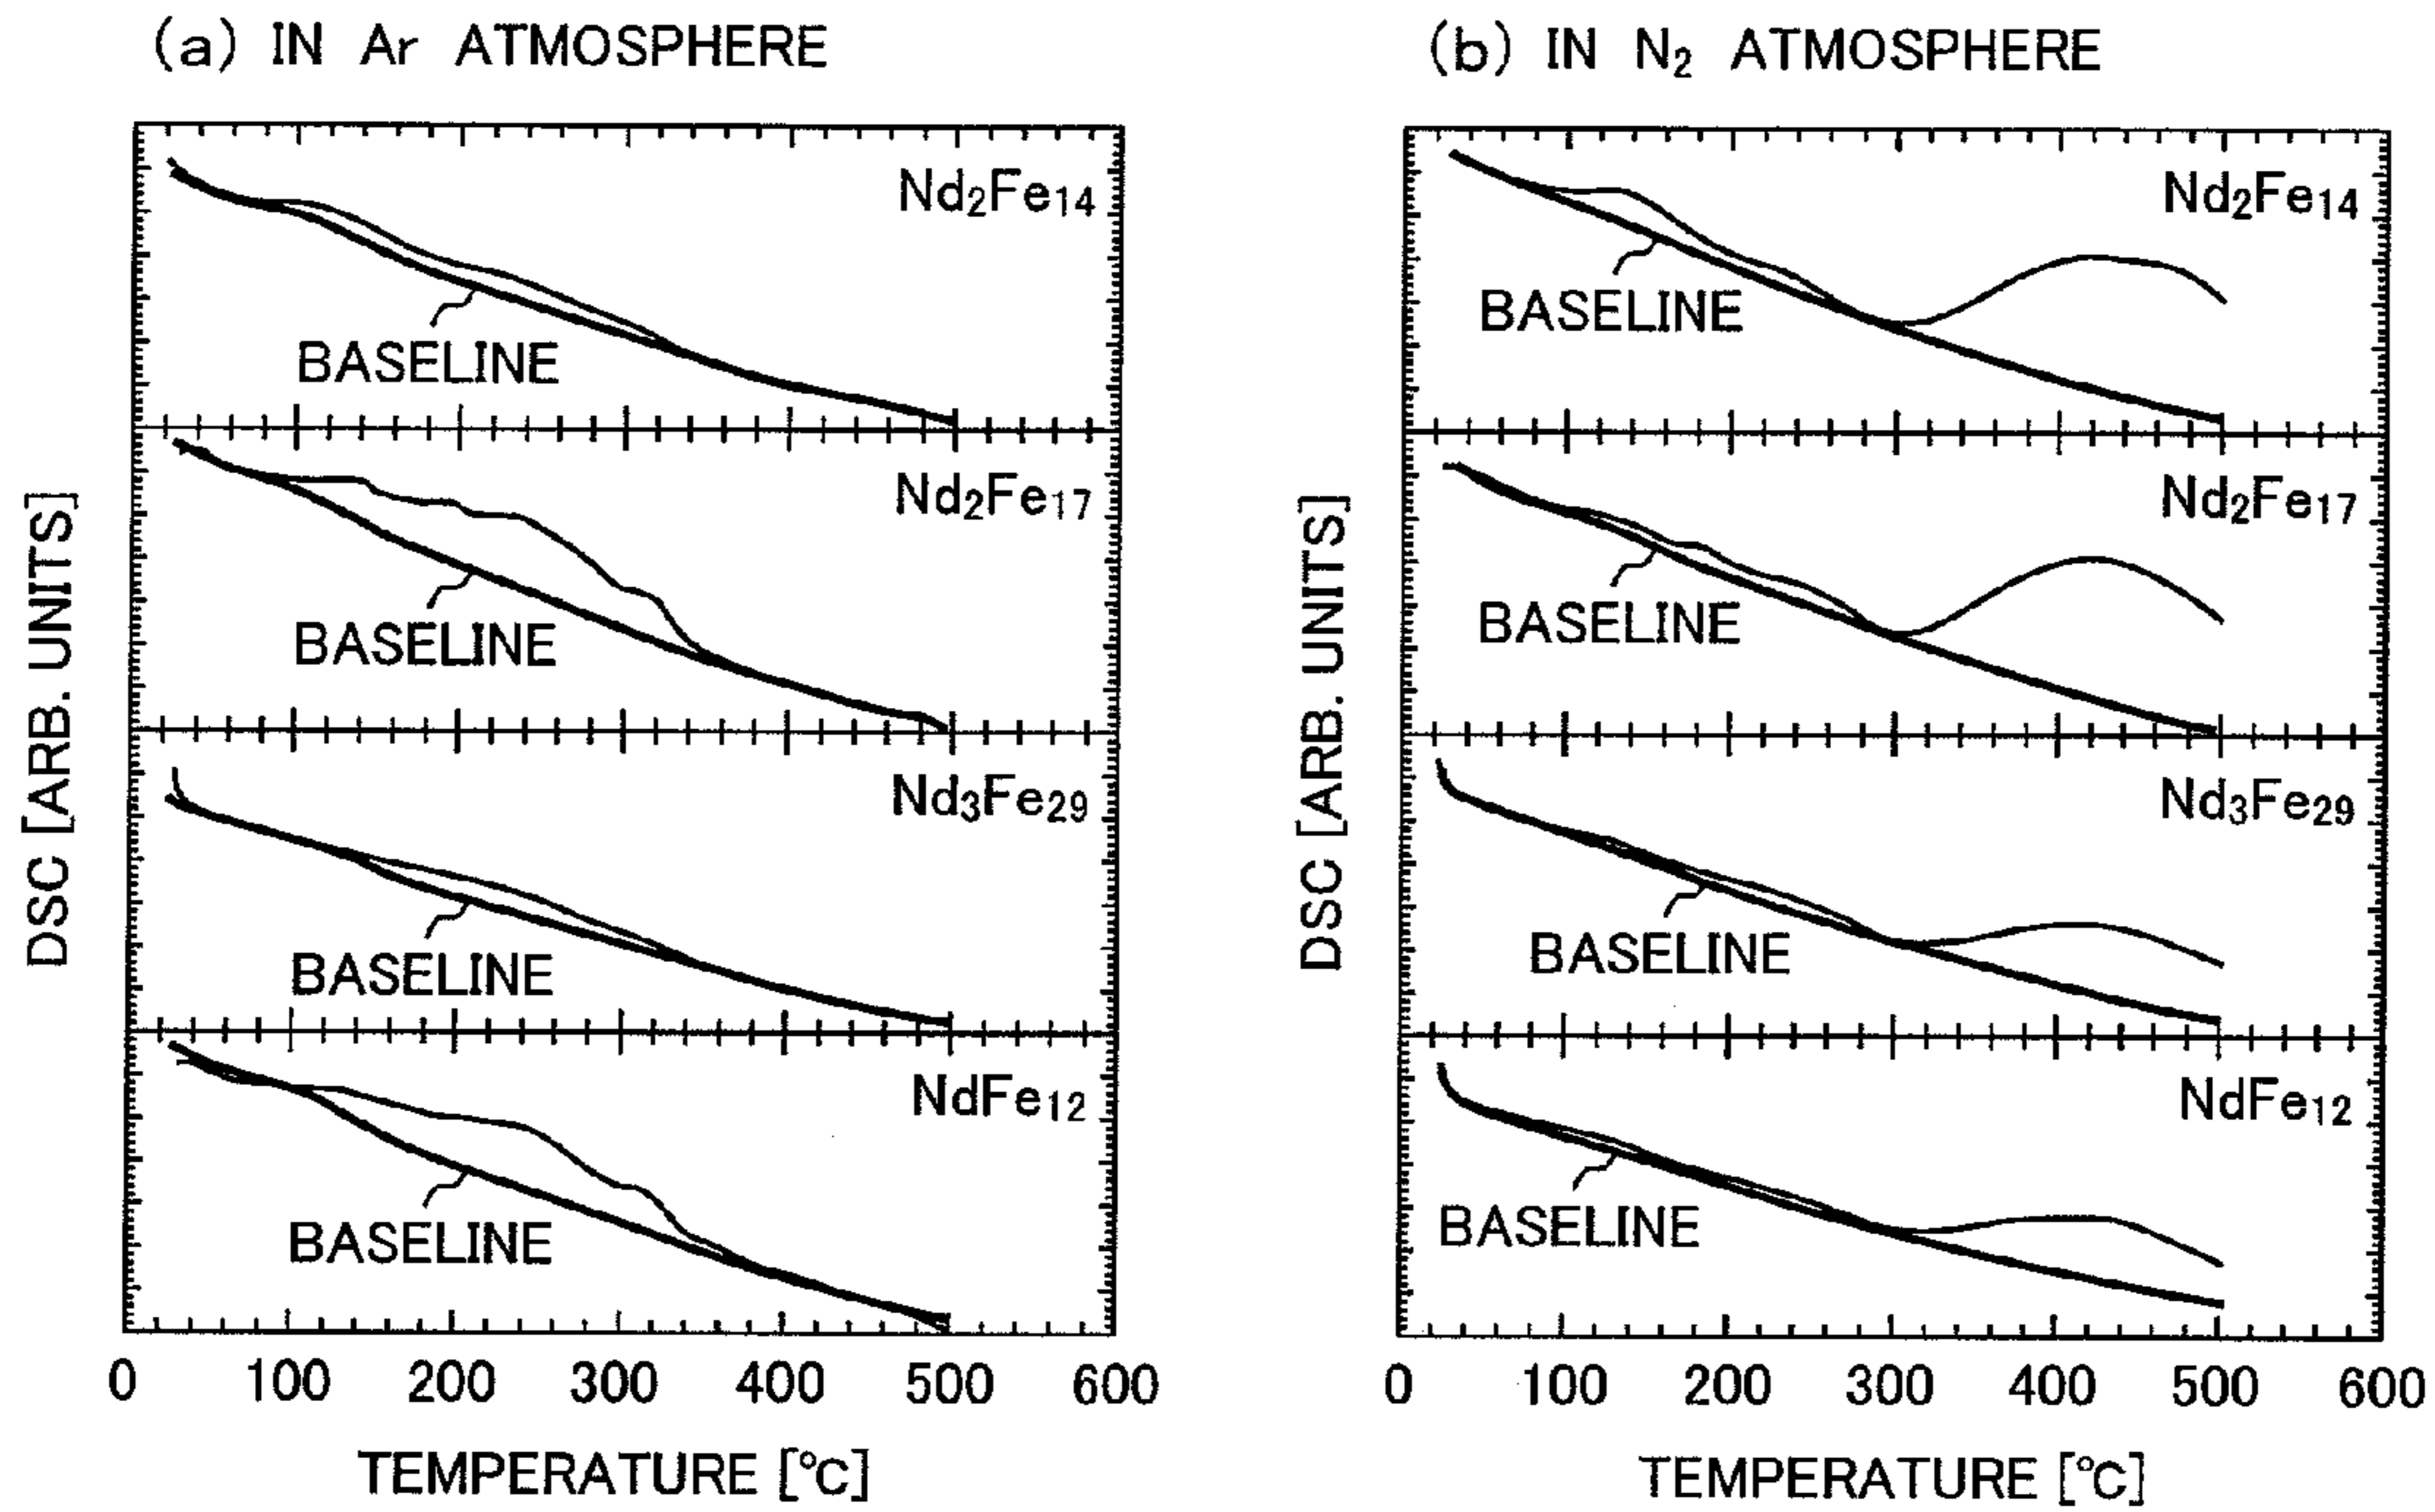 (a) IN Ar ATMOSPHERE
Nd₂Fe₁₄
BASELINE
Nd₂Fe₁₇
BASELINE
Nd₃Fe₂₉
BASELINE
NdFe₁₂
BASELINE
DSC [ARB. UNITS]
0 100 200 300 400 500 600
TEMPERATURE [°C]
(b) IN N₂ ATMOSPHERE
Nd₂Fe₁₄
BASELINE
Nd₂Fe₁₇
BASELINE
Nd₃Fe₂₉
BASELINE
NdFe₁₂
BASELINE
DSC [ARB. UNITS]
0 100 200 300 400 500 600
TEMPERATURE [°C]